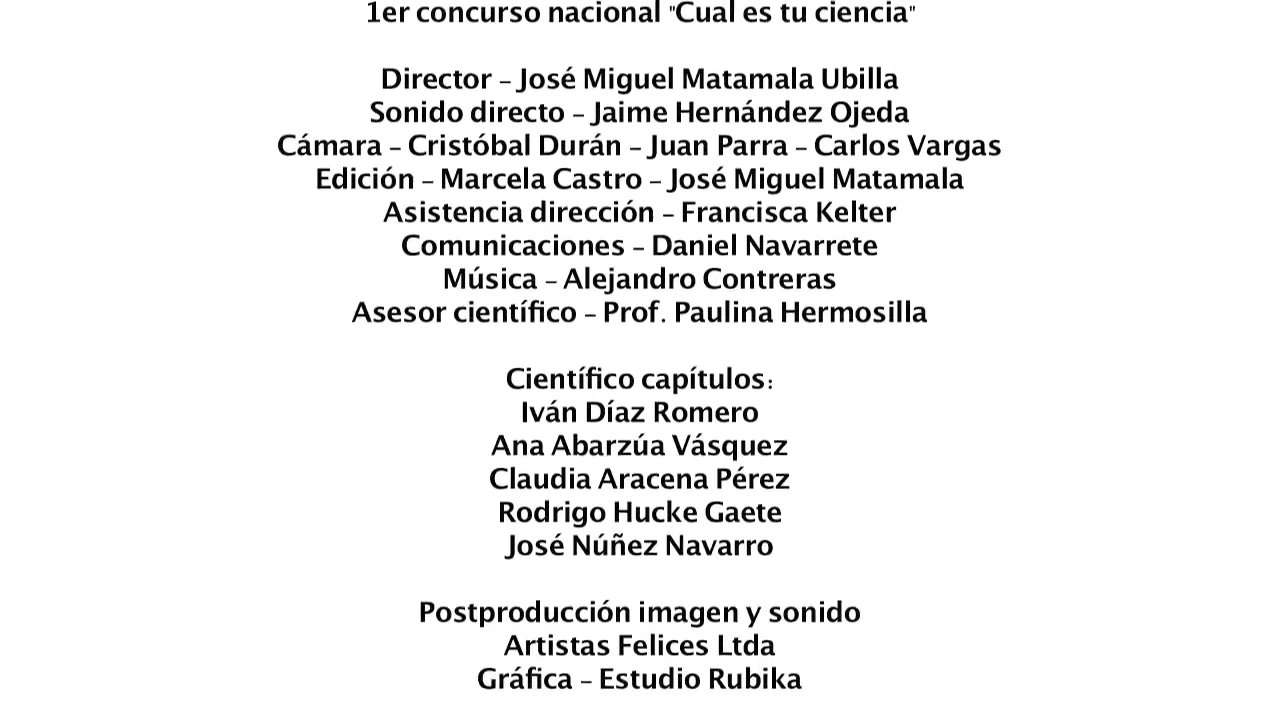 1er concurso nacional "Cual es tu ciencia"
Director – José Miguel Matamala Ubilla
Sonido directo – Jaime Hernández Ojeda
Cámara – Cristóbal Durán – Juan Parra – Carlos Vargas
Edición – Marcela Castro – José Miguel Matamala
Asistencia dirección – Francisca Kelter
Comunicaciones – Daniel Navarrete
Música – Alejandro Contreras
Asesor científico – Prof. Paulina Hermosilla
Científico capítulos:
Iván Díaz Romero
Ana Abarzúa Vásquez
Claudia Aracena Pérez
Rodrigo Hucke Gaete
José Núñez Navarro
Postproducción imagen y sonido
Artistas Felices Ltda
Gráfica – Estudio Rubika